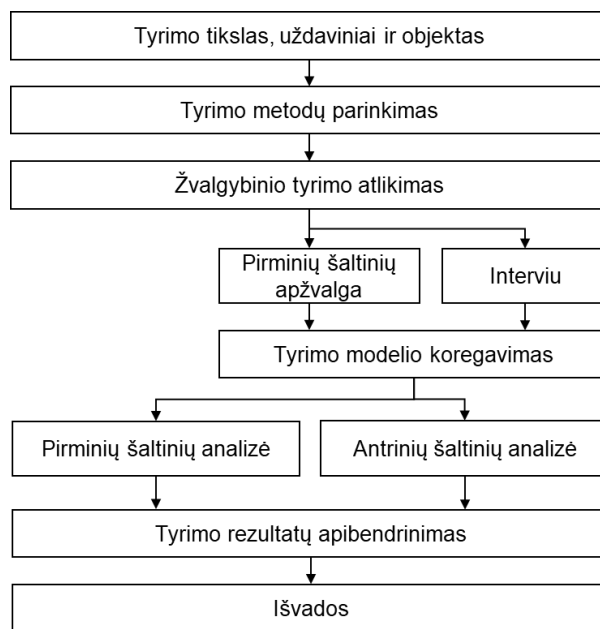 Tyrimo tikslas, uždaviniai ir objektas
Tyrimo metodų parinkimas
Žvalgybinio tyrimo atlikimas
Pirminių šaltinių
apžvalga
Interviu
Tyrimo modelio koregavimas
Pirminių šaltinių analizė
Antrinių šaltinių analizė
Tyrimo rezultatų apibendrinimas
Išvados